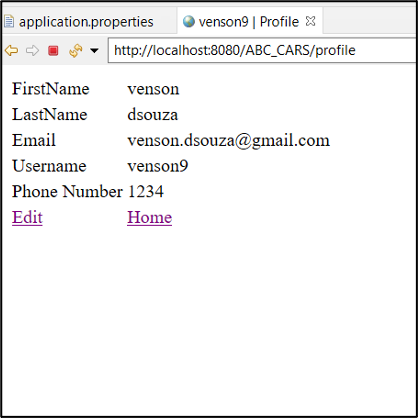 application.properties venson9 | Profile
http://localhost:8080/ABC_CARS/profile
FirstName venson
LastName dsouza
Email venson.dsouza@gmail.com
Username venson9
Phone Number 1234
Edit Home